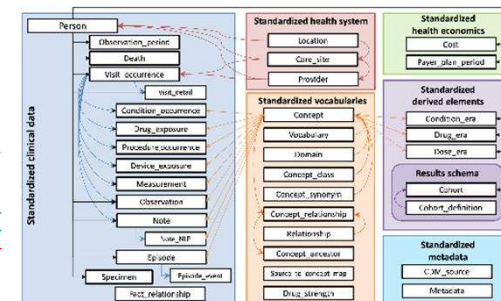 Person
Observation_period
Death
Visit_occurrence
Visit_detail
Condition_occurrence
Drug_exposure
Procedure_occurrence
Device_exposure
Measurement
Observation
Note
Note_NLP
Episode
Specimen
Episode_event
Fact_relationship
Standardized clinical data
Standardized health system
Location
Care_site
Provider
Standardized vocabularies
Concept
Vocabulary
Domain
Concept_class
Concept_synonym
Concept_relationship
Relationship
Concept_ancestor
Source_to_concept_map
Drug_strength
Standardized
health economics
Cost
Payer_plan_period
Standardized
derived elements
Condition_era
Drug_era
Dose_era
Results schema
Cohort
Cohort_definition
Standardized
metadata
CDM_source
Metadata